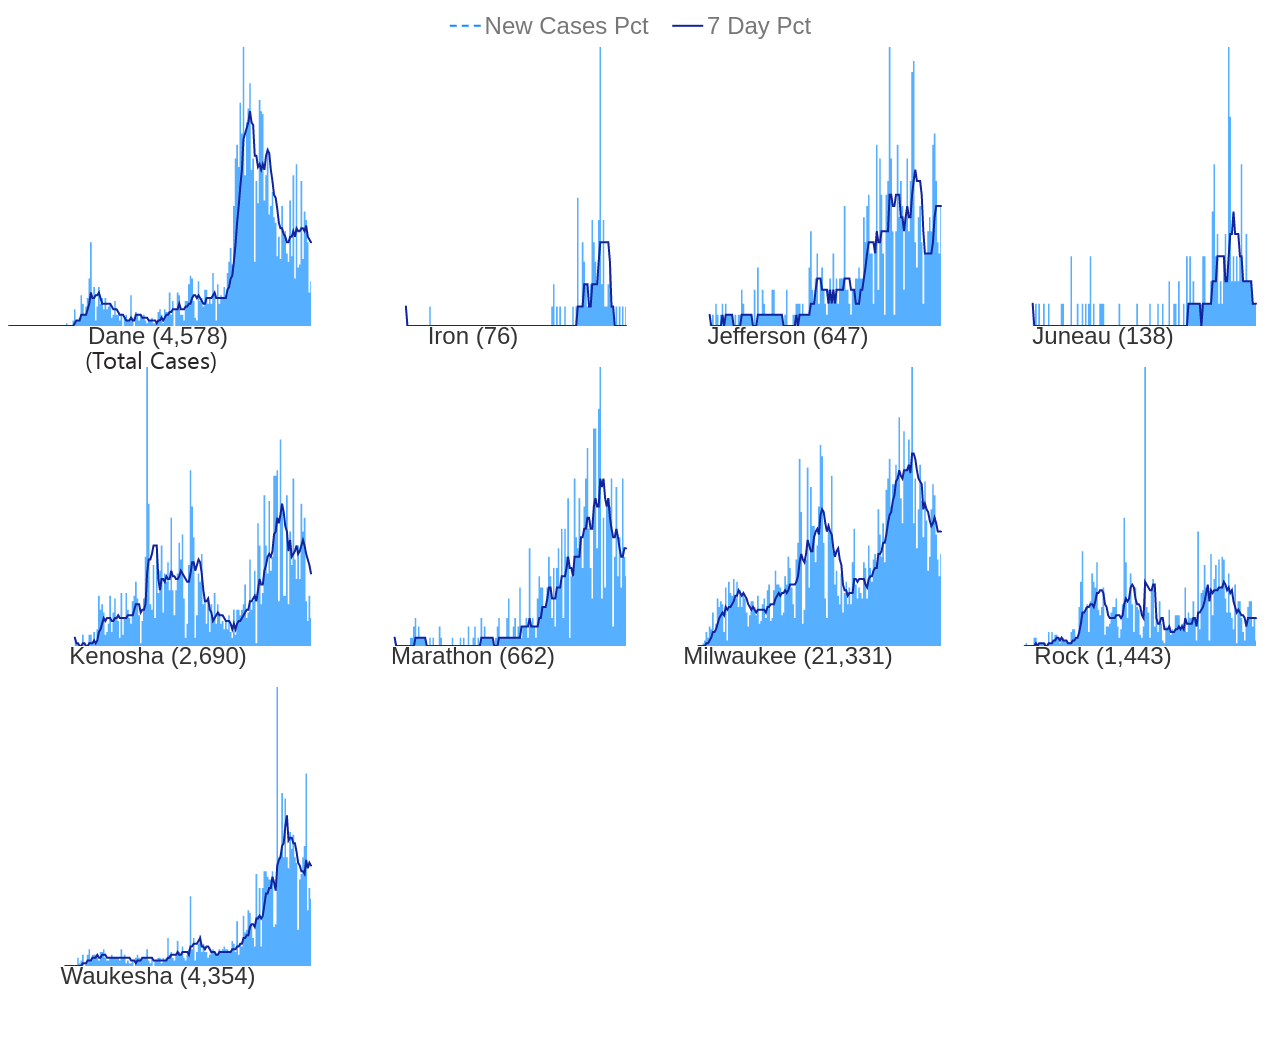 New Cases Pct 7 Day Pct
Dane (4,578) Iron (76) Jefferson (647) Juneau (138)
(Total Cases)
Kenosha (2,690) Marathon (662) Milwaukee (21,331) Rock (1,443)
Waukesha (4,354)